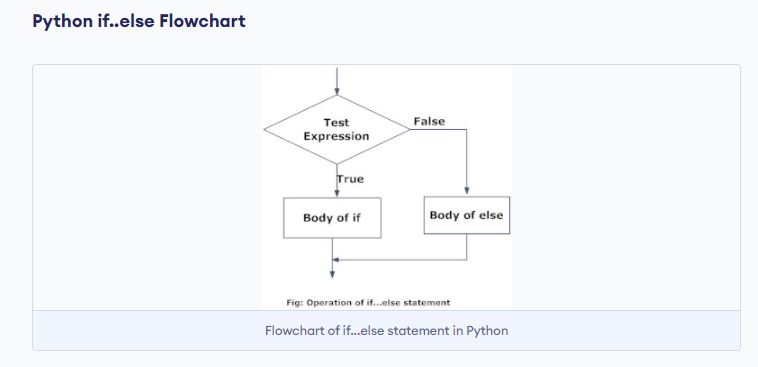 Python if..else Flowchart
Test
Expression
False
True
Body of if
Body of else
Fig: Operation of if...else statement
Flowchart of if...else statement in Python